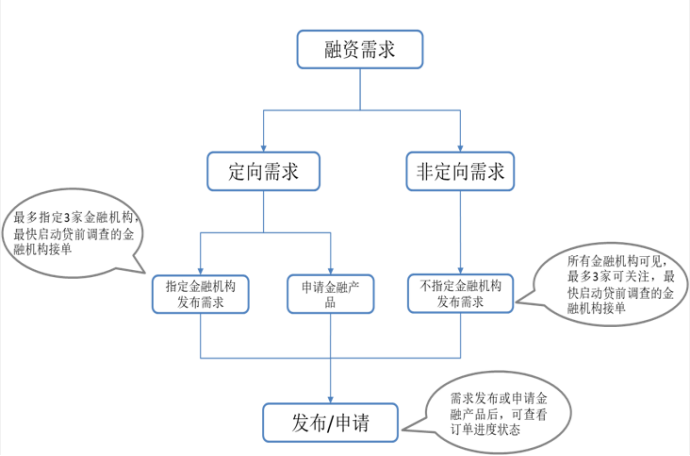 融资需求
定向需求
非定向需求
最多指定3家金融机构，
最快启动贷前调查的金
融机构接单
指定金融机构
发布需求
申请金融产
品
不指定金融机构
发布需求
所有金融机构可见，
最多3家可关注，最
快启动贷前调查的金
融机构接单
发布/申请
需求发布或申请金
融产品后，可查看
订单进度状态